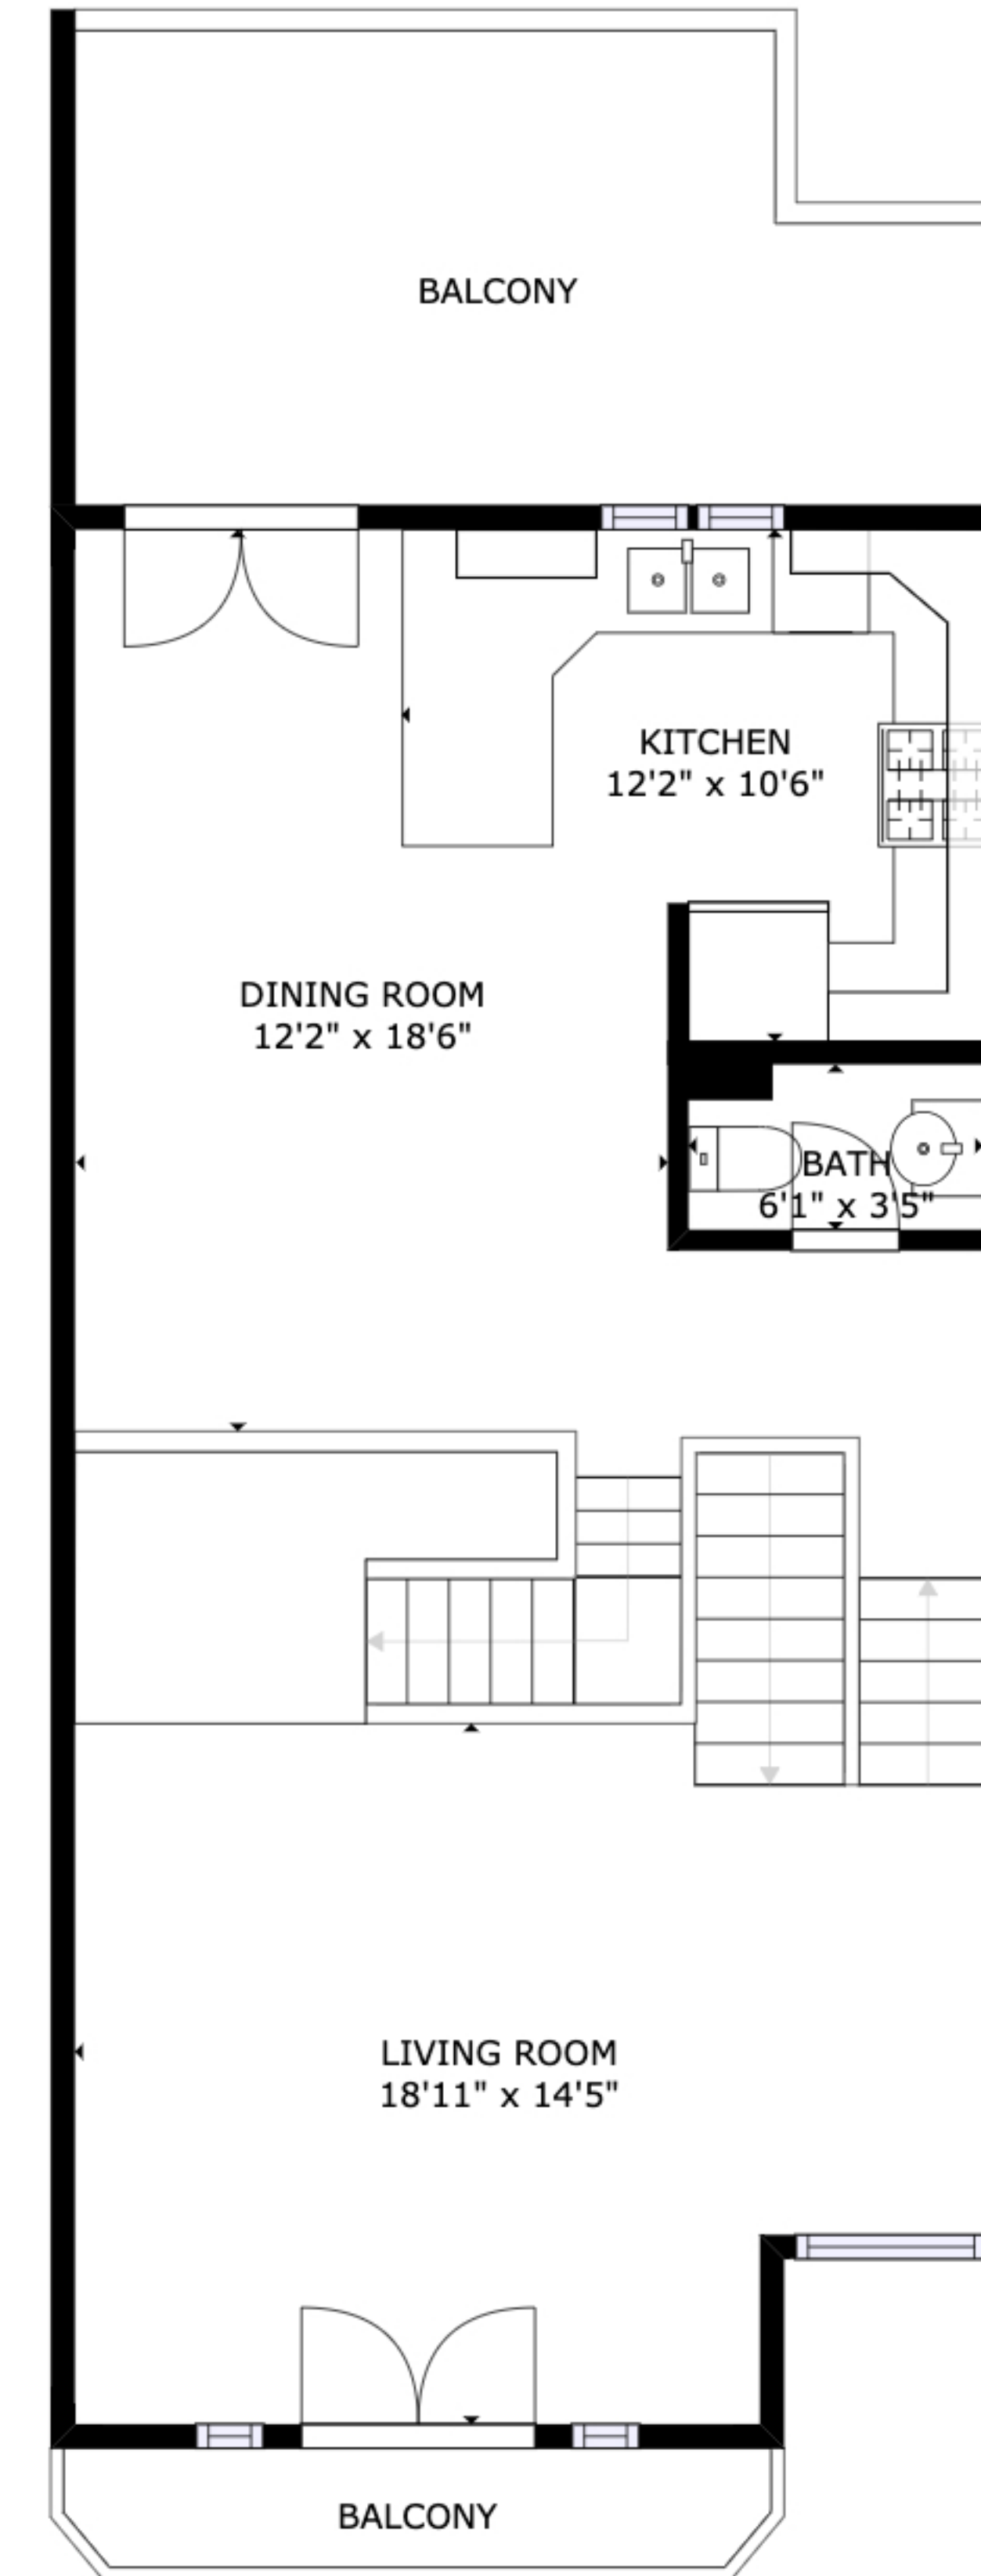 BALCONY
KITCHEN
12'2" x 10'6"
DINING ROOM
12'2" x 18'6"
BATH
6'1" x 3'5"
LIVING ROOM
18'11" x 14'5"
BALCONY